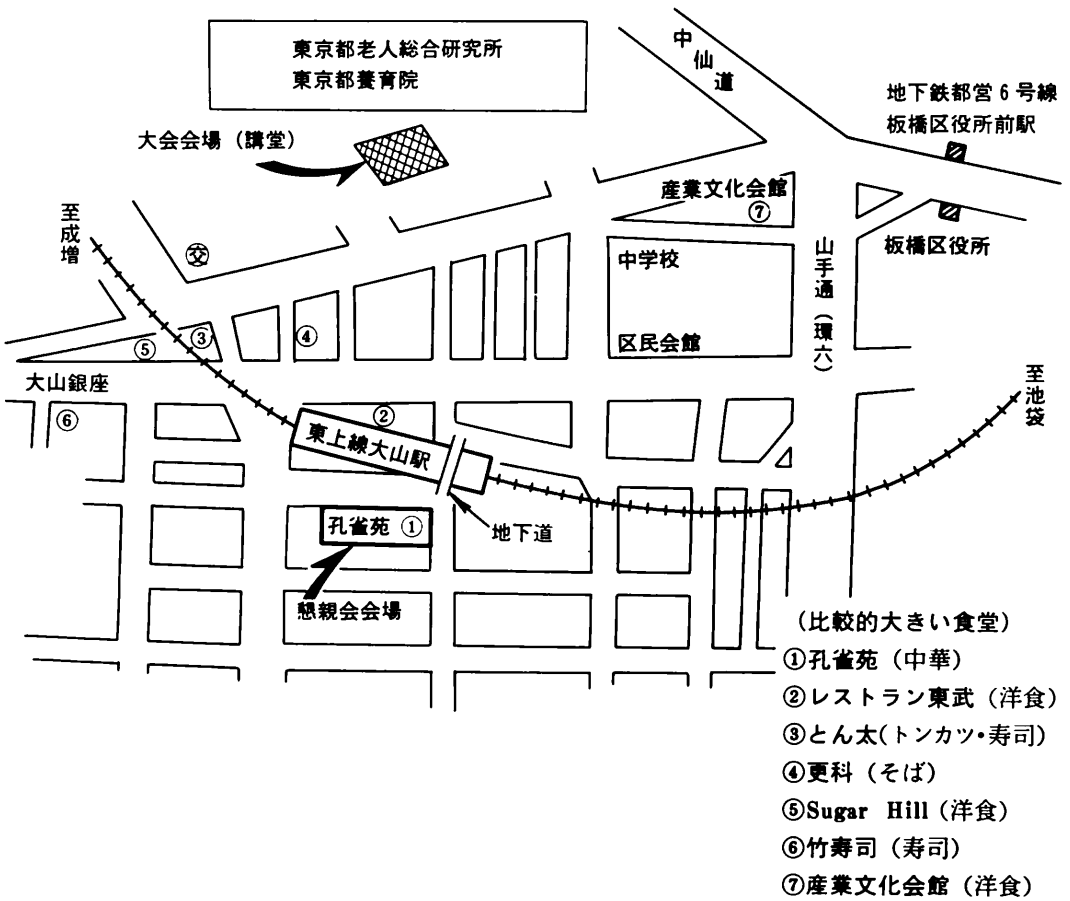 東京都老人総合研究所
東京都養育院
中仙道
地下鉄都営6号線
板橋区役所前駅
大会会場(講堂)
産業文化会館
⑦
至成増
交
板橋区役所
中学校
山手通(環六)
③
④
⑤
区民会館
大山銀座
至池袋
⑥
②
東上線大山駅
孔雀苑 ①
地下道
懇親会会場
(比較的大きい食堂)
①孔雀苑(中華)
②レストラン東武(洋食)
③とん太(トンカツ・寿司)
④更科(そば)
⑤Sugar Hill(洋食)
⑥竹寿司(寿司)
⑦産業文化会館(洋食)